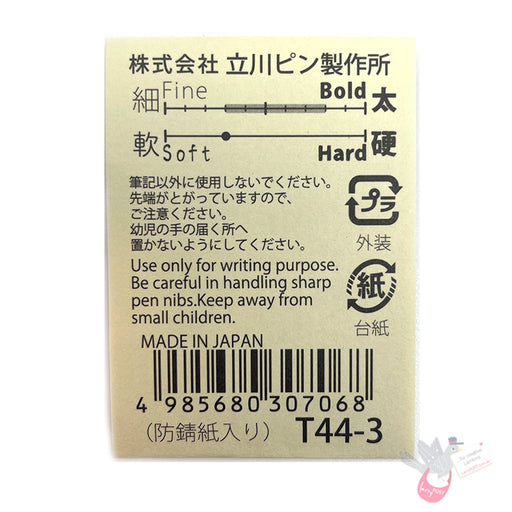 株式会社 立川ピン製作所
細 Fine Bold 太
軟 Soft Hard 硬
筆記以外に使用しないでください。
先端がとがっていますので、
ご注意ください。
幼児の手の届く所へ
置かないようにしてください。
プラ
外装
紙
台紙
Use only for writing purpose.
Be careful in handling sharp
pen nibs.Keep away from
small children.
MADE IN JAPAN
4 985680 307068
(防錆紙入り) T44-3